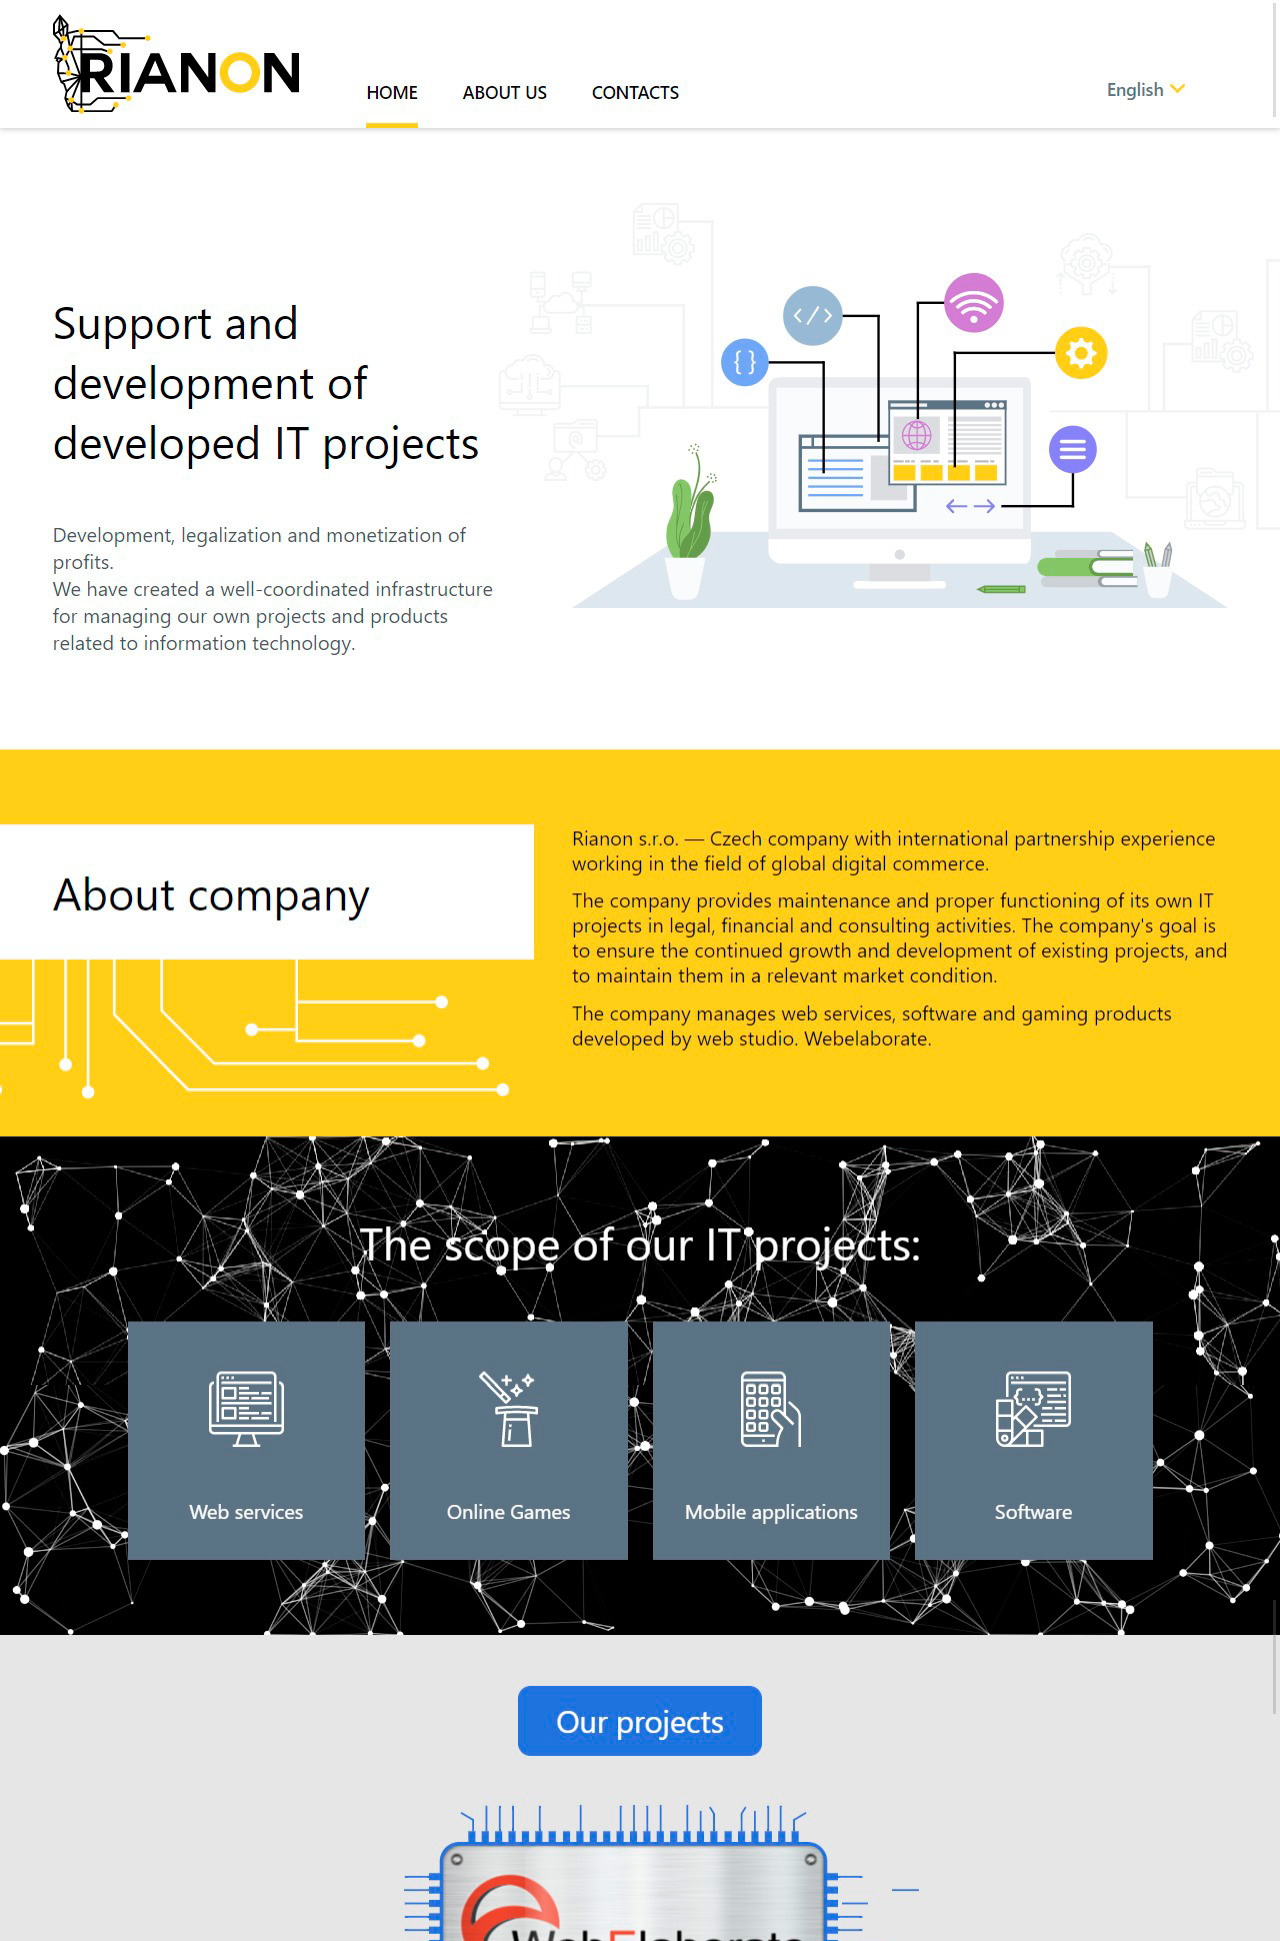 RIANON
HOME
ABOUT US
CONTACTS
English
Support and
development of
developed IT projects
Development, legalization and monetization of
profits.
We have created a well-coordinated infrastructure
for managing our own projects and products
related to information technology.
About company
Rianon s.r.o. — Czech company with international partnership experience
working in the field of global digital commerce.
The company provides maintenance and proper functioning of its own IT
projects in legal, financial and consulting activities. The company's goal is
to ensure the continued growth and development of existing projects, and
to maintain them in a relevant market condition.
The company manages web services, software and gaming products
developed by web studio. Webelaborate.
The scope of our IT projects:
Web services
Online Games
Mobile applications
Software
Our projects
WebElaborate